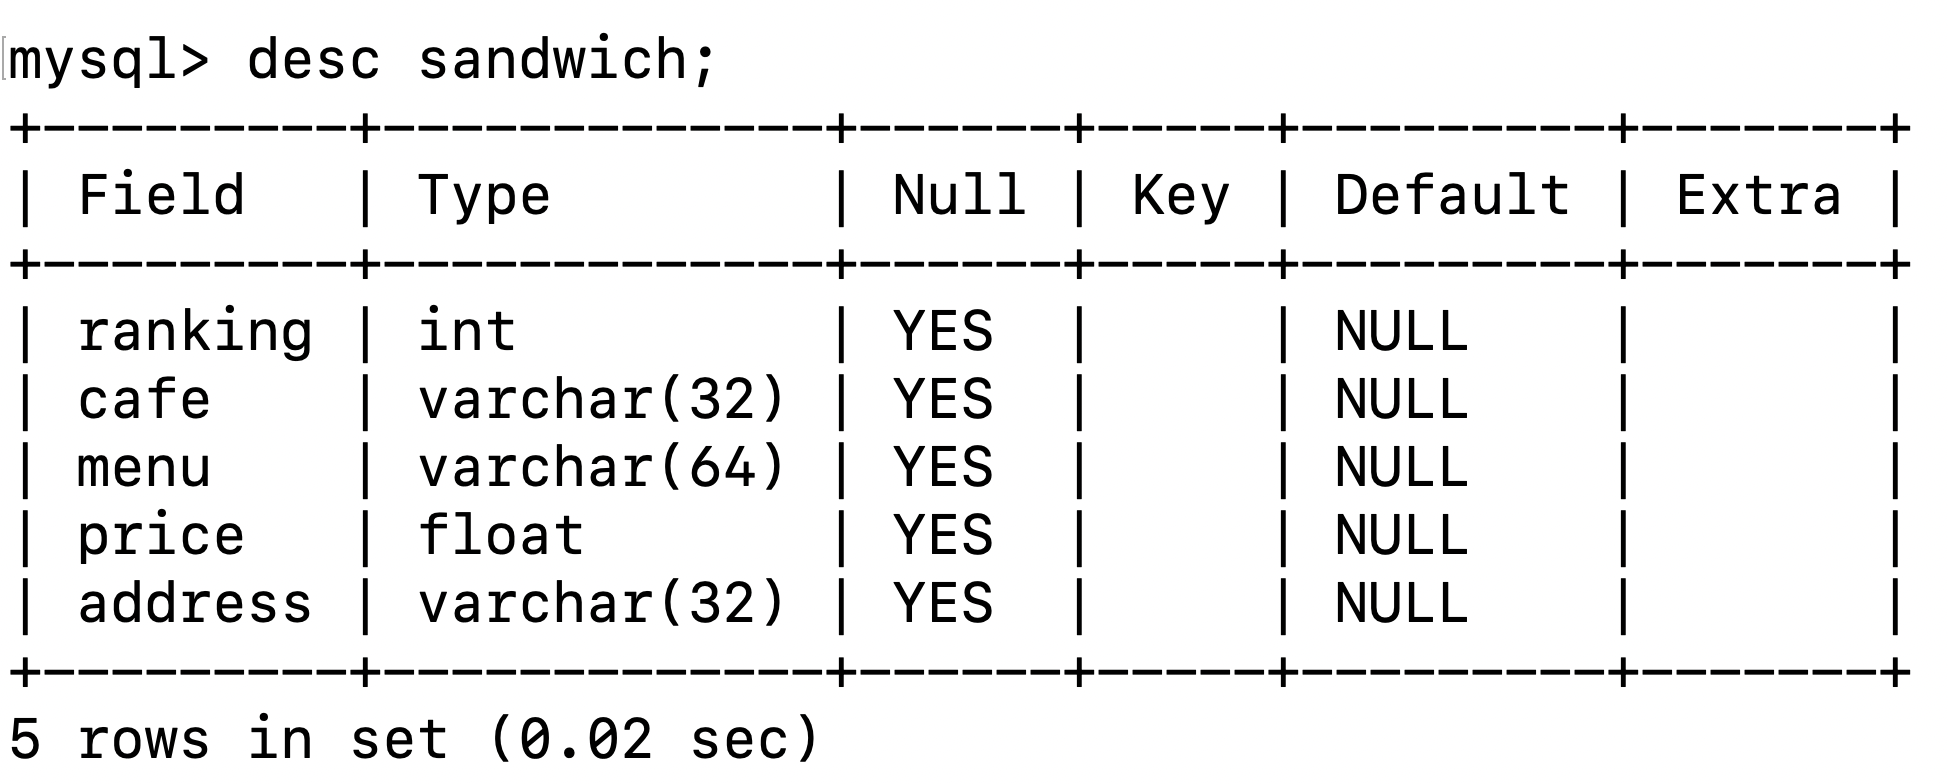 mysql> desc sandwich;
+----------+-------------+------+-----+---------+-------+
| Field    | Type        | Null | Key | Default | Extra |
+----------+-------------+------+-----+---------+-------+
| ranking  | int         | YES  |     | NULL    |       |
| cafe     | varchar(32) | YES  |     | NULL    |       |
| menu     | varchar(64) | YES  |     | NULL    |       |
| price    | float       | YES  |     | NULL    |       |
| address  | varchar(32) | YES  |     | NULL    |       |
+----------+-------------+------+-----+---------+-------+
5 rows in set (0.02 sec)